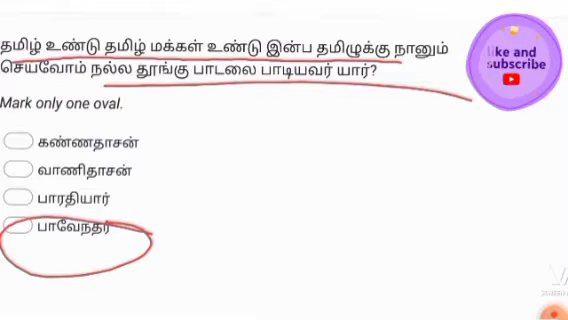 தமிழ் உண்டு தமிழ் மக்கள் உண்டு இன்ப தமிழுக்கு நானும்
செயவோம் நல்ல தூங்கு பாடலை பாடியவர் யார்?
Mark only one oval.
கண்ணதாசன்
வாணிதாசன்
பாரதியார்
பாவேந்தர்
like and
subscribe